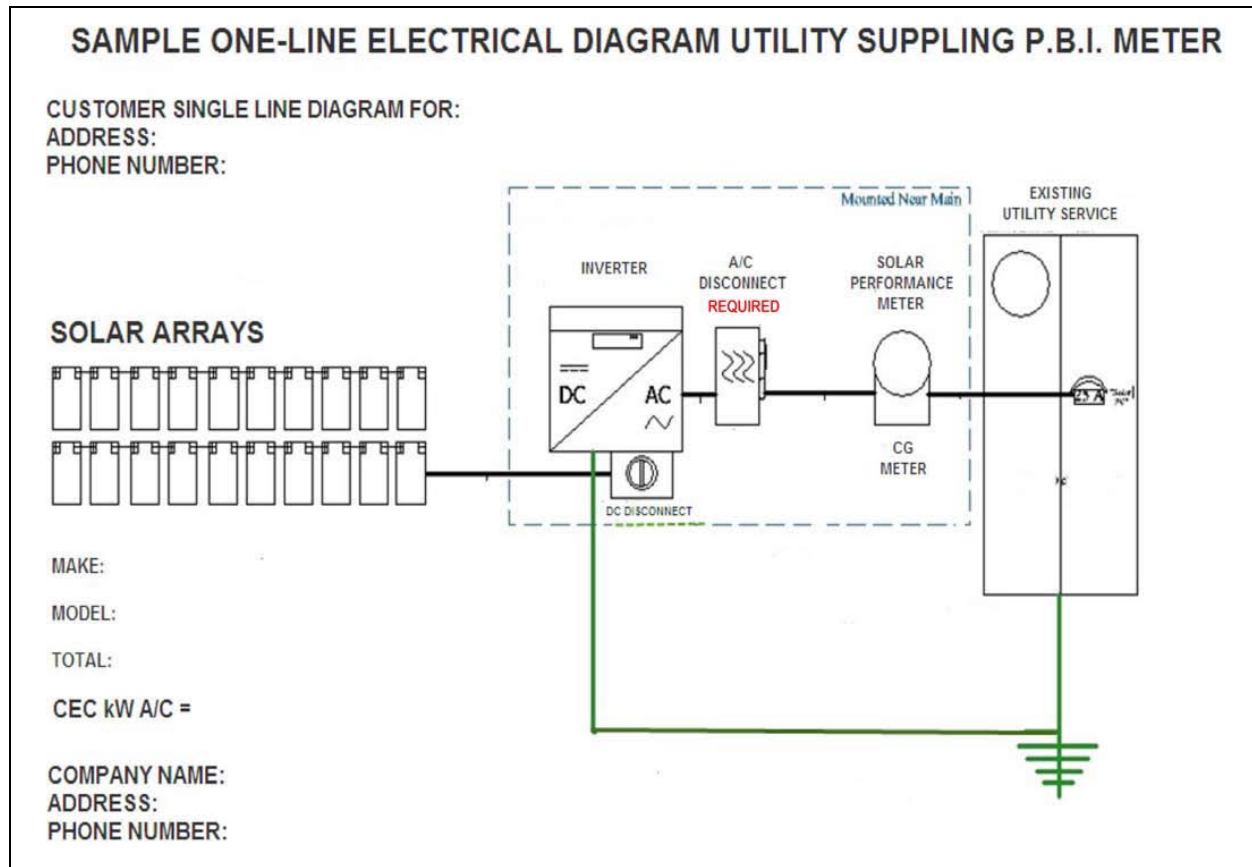 SAMPLE ONE-LINE ELECTRICAL DIAGRAM UTILITY SUPPLING P.B.I. METER
CUSTOMER SINGLE LINE DIAGRAM FOR:
ADDRESS:
PHONE NUMBER:
Mounted Near Main
EXISTING
UTILITY SERVICE
INVERTER
A/C
DISCONNECT
REQUIRED
SOLAR
PERFORMANCE
METER
SOLAR ARRAYS
DC
AC
25 A
CG
METER
DC DISCONNECT
MAKE:
MODEL:
TOTAL:
CEC kW A/C =
COMPANY NAME:
ADDRESS:
PHONE NUMBER: